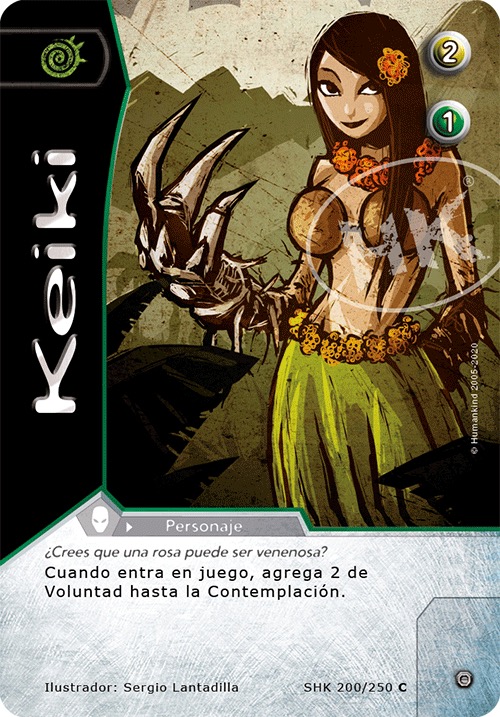 2
1
Keiki
HK
®
© Humankind 2005-2020
Personaje
¿Crees que una rosa puede ser venenosa?
Cuando entra en juego, agrega 2 de
Voluntad hasta la Contemplación.
Ilustrador: Sergio Lantadilla
SHK 200/250 C